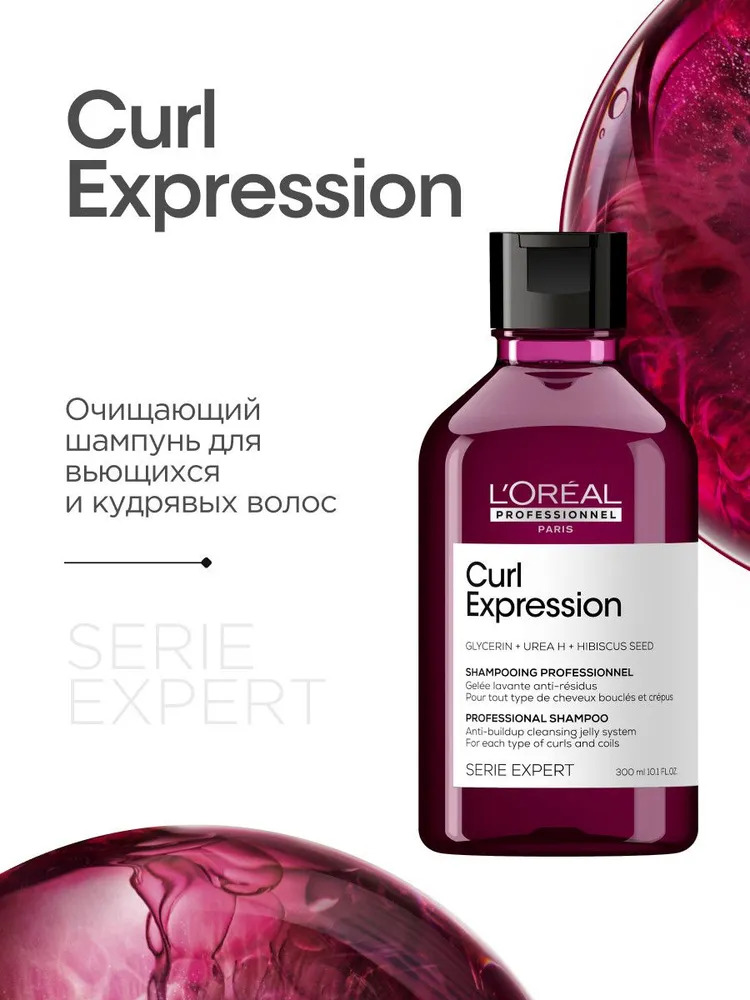 Curl
Expression
Очищающий
шампунь для
вьющихся
и кудрявых волос
SERIE
EXPERT
L'ORÉAL
PROFESSIONNEL
PARIS
Curl
Expression
GLYCERIN + UREA H + HIBISCUS SEED
SHAMPOOING PROFESSIONNEL
Gelée lavante anti-résidus
Pour tout type de cheveux bouclés et crépus
PROFESSIONAL SHAMPOO
Anti-buildup cleansing jelly system
For each type of curls and coils
SERIE EXPERT 300 ml 10.1 FL.OZ.